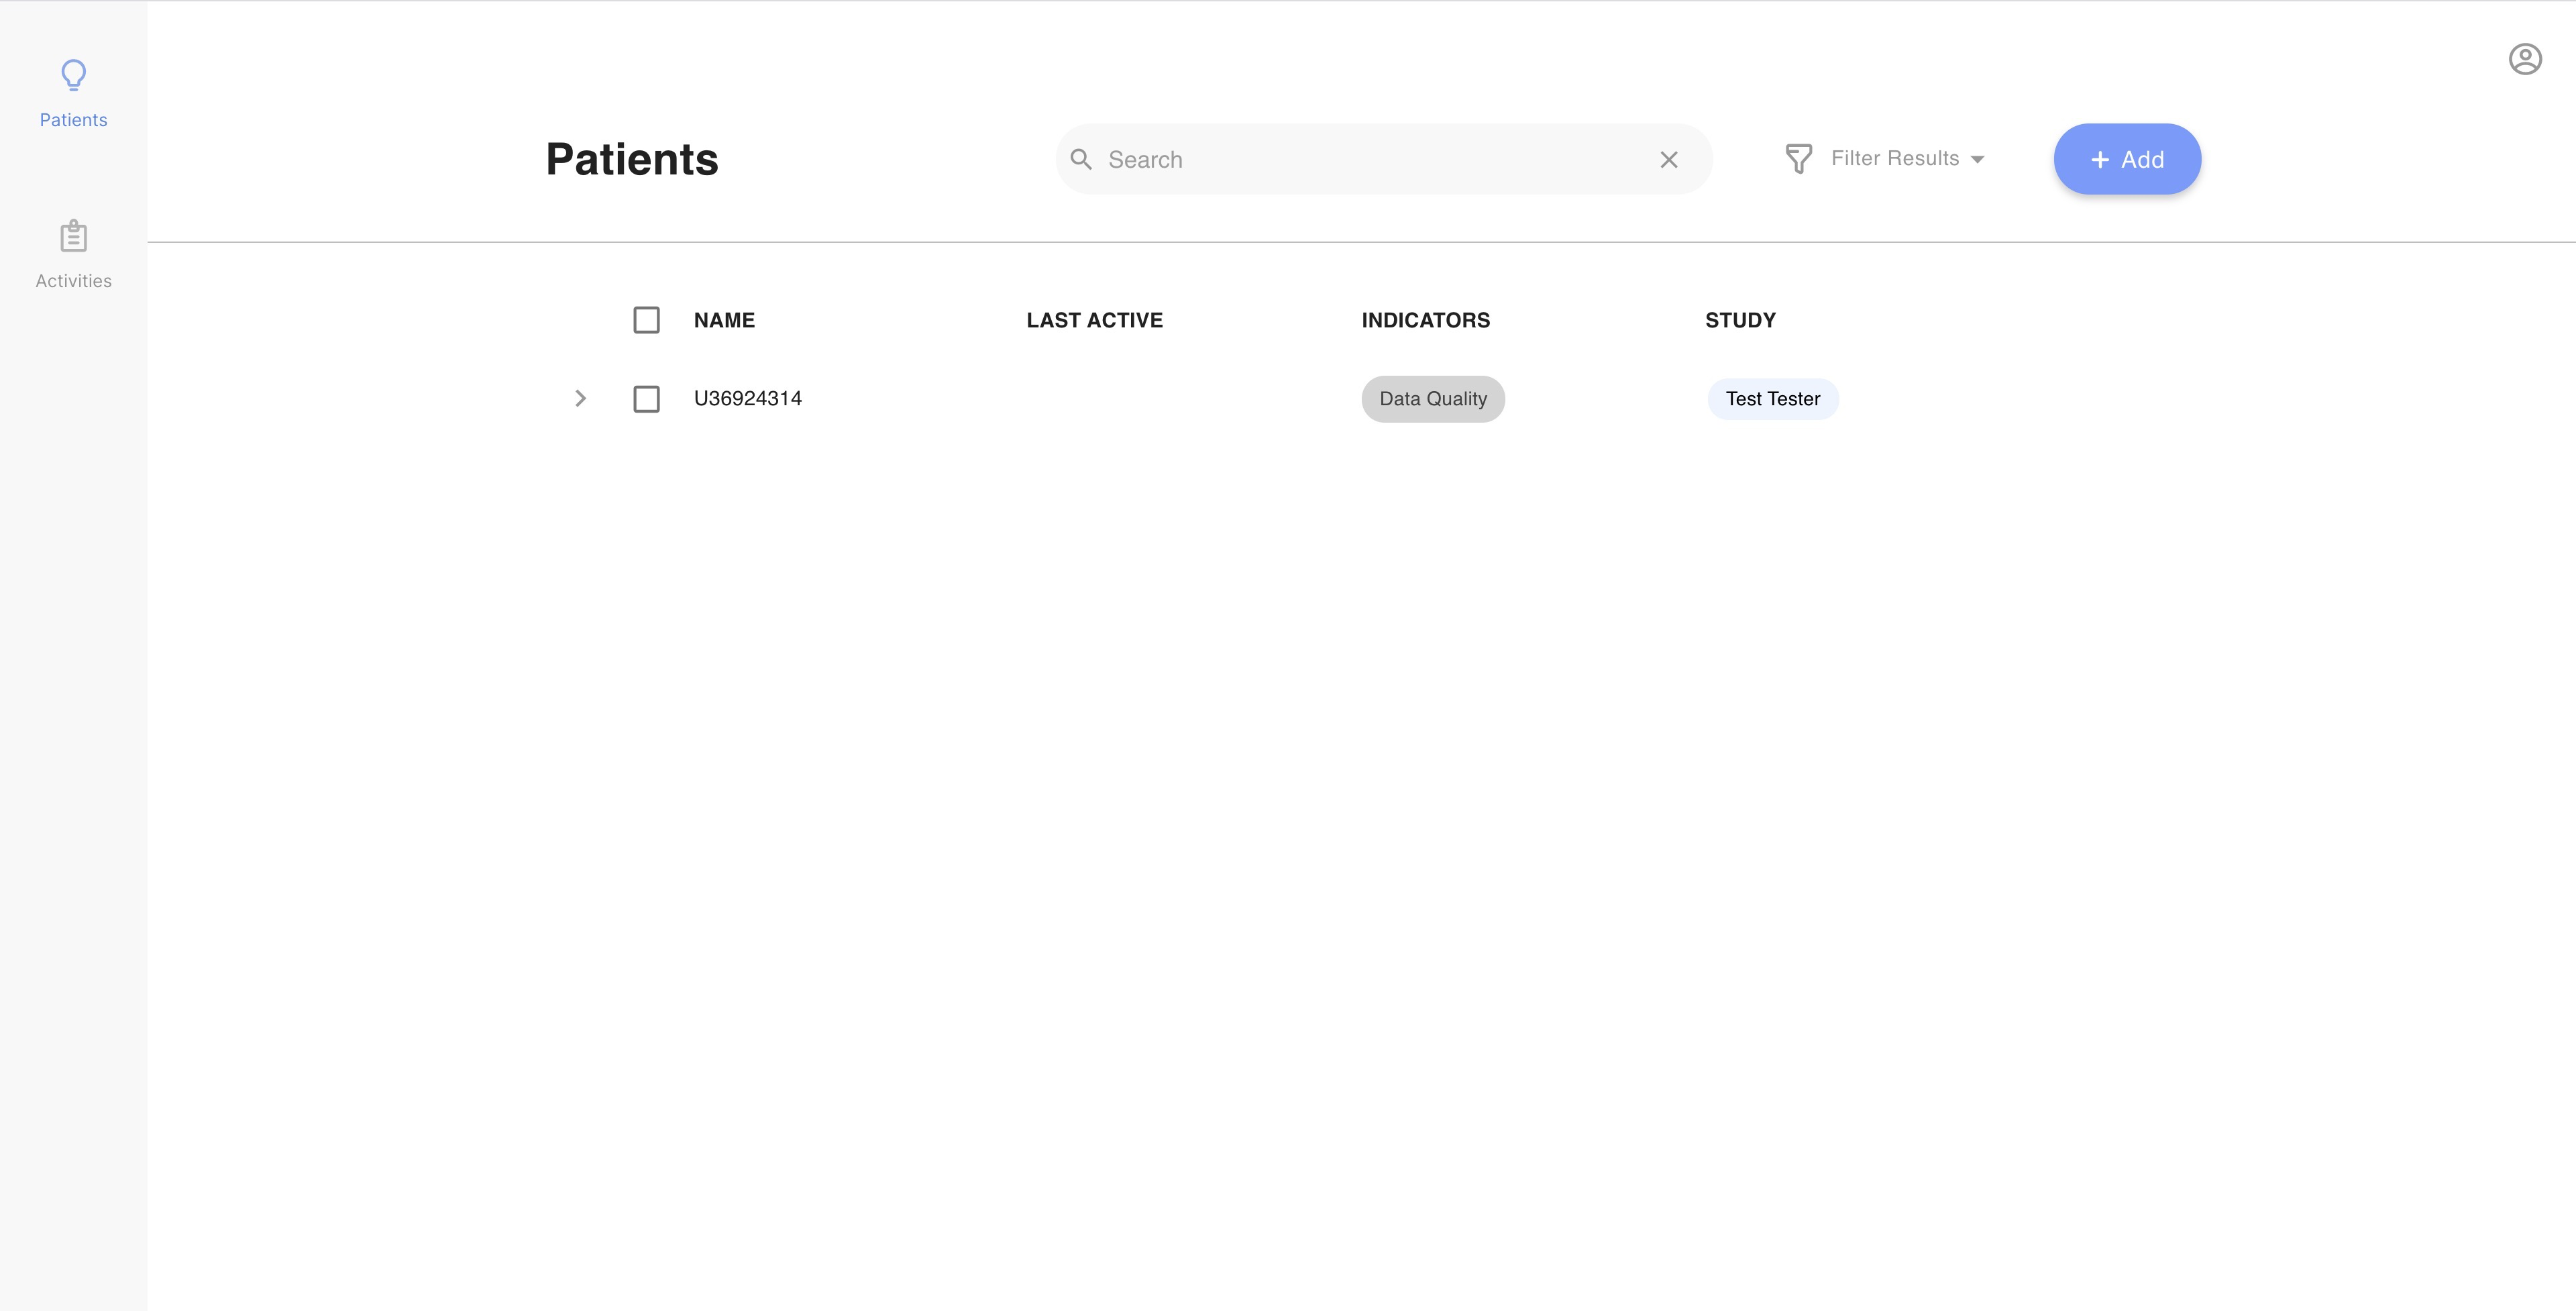 Patients
Activities
Patients
Search
Filter Results
+ Add
NAME LAST ACTIVE INDICATORS STUDY
U36924314 Data Quality Test Tester